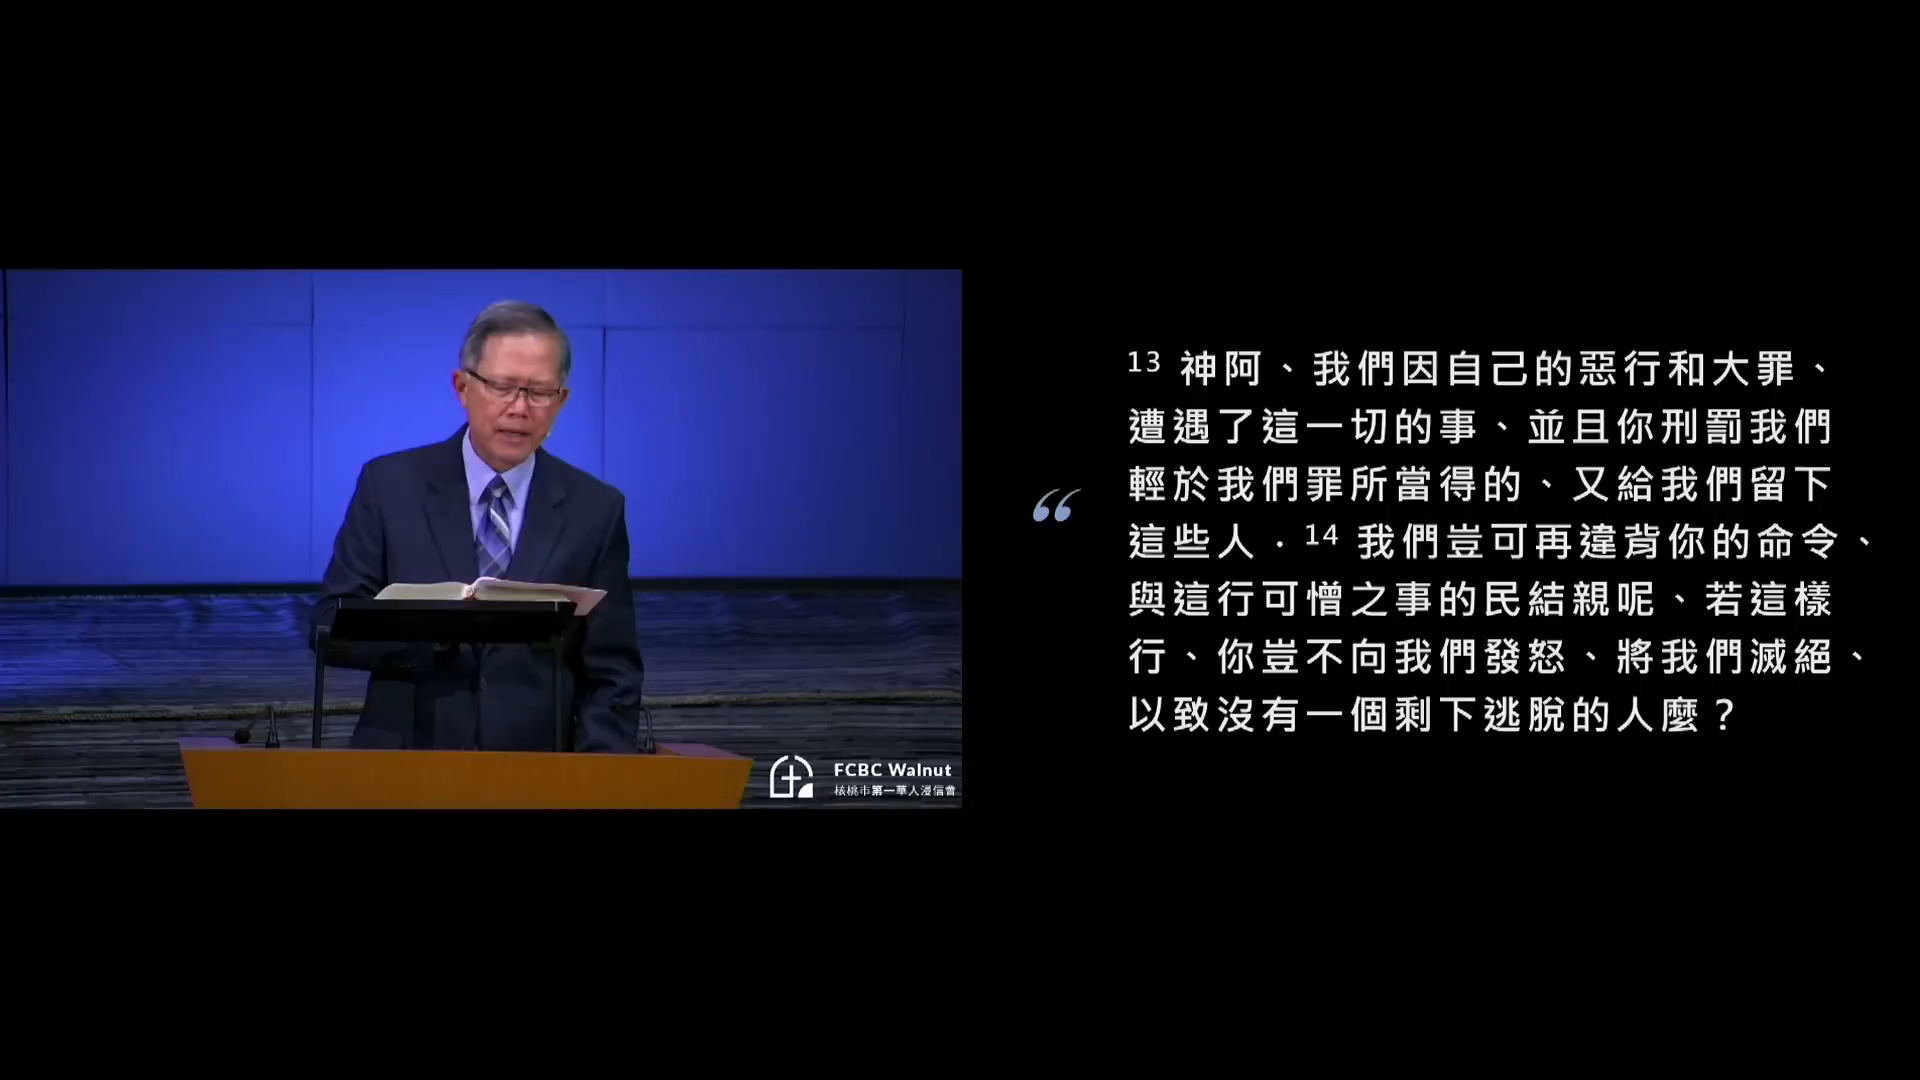 13 神阿、我們因自己的惡行和大罪、
遭遇了這一切的事、並且你刑罰我們
輕於我們罪所當得的、又給我們留下
這些人．14 我們豈可再違背你的命令、
與這行可憎之事的民結親呢、若這樣
行、你豈不向我們發怒、將我們滅絕、
以致沒有一個剩下逃脫的人麼？
FCBC Walnut
核桃市第一華人浸信會